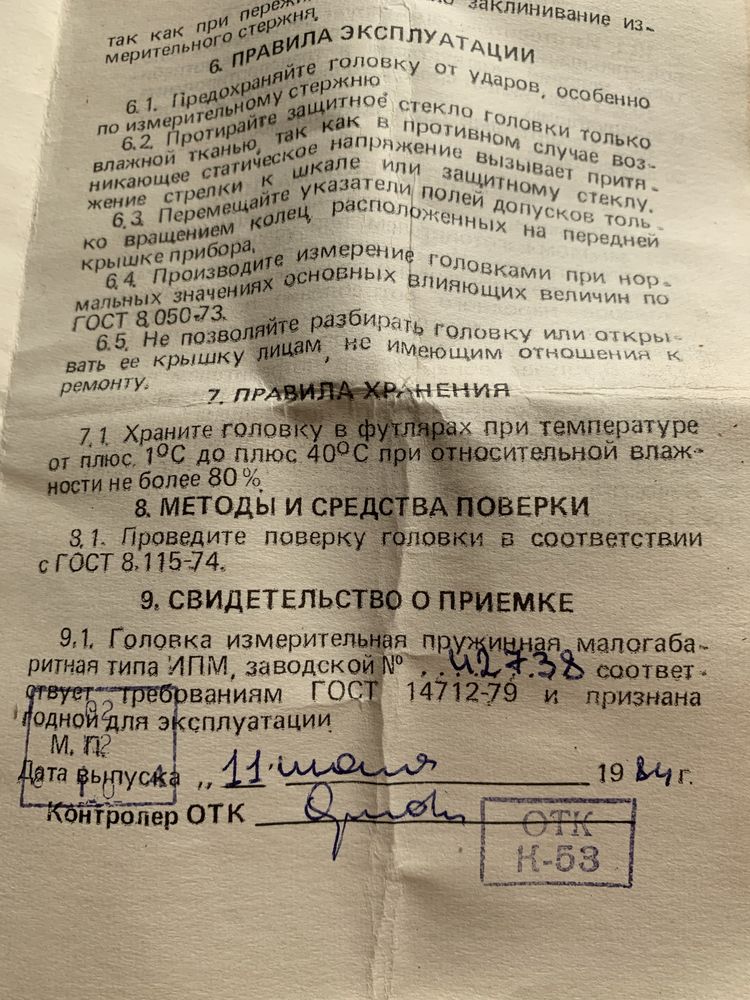 заклинивание из-
так как при
мерительного стержня.
6. ПРАВИЛА ЭКСПЛУАТАЦИИ
6.1. Предохраняйте головку от ударов, особенно
по измерительному стержню.
6.2. Протирайте защитное стекло головки только
влажной тканью, так как в противном случае воз-
никающее статическое напряжение вызывает притя-
жение стрелки к шкале или защитному стеклу.
6.3. Перемещайте указатели полей допусков толь-
ко вращением колец, расположенных на передней
крышке прибора.
6.4. Производите измерение головками при нор-
мальных значениях основных влияющих величин по
ГОСТ 8.050-73.
6.5. Не позволяйте разбирать головку или откры-
вать ее крышку лицам, не имеющим отношения к
ремонту.
7. ПРАВИЛА ХРАНЕНИЯ
7.1. Храните головку в футлярах при температуре
от плюс 1°С до плюс 40°С при относительной влаж-
ности не более 80%.
8. МЕТОДЫ И СРЕДСТВА ПОВЕРКИ
8.1. Проведите поверку головки в соответствии
с ГОСТ 8.115-74.
9. СВИДЕТЕЛЬСТВО О ПРИЕМКЕ
9.1. Головка измерительная пружинная малогаба-
ритная типа ИПМ, заводской № 42738 соответ-
ствует требованиям ГОСТ 14712-79 и признана
годной для эксплуатации.
М. П.
Дата выпуска „11" 1984 г.
Контролер ОТК
ОТК
К-53